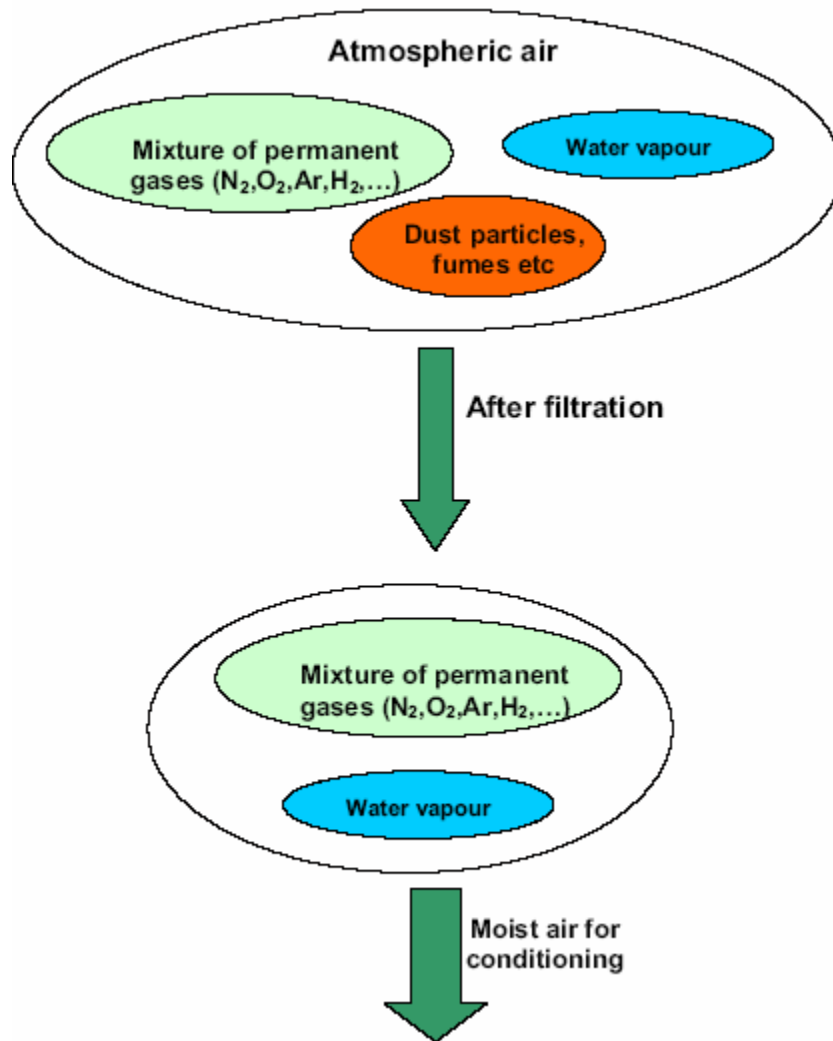 Atmospheric air
Mixture of permanent
gases (N₂,O₂,Ar,H₂,...)
Water vapour
Dust particles,
fumes etc
After filtration
Mixture of permanent
gases (N₂,O₂,Ar,H₂,...)
Water vapour
Moist air for
conditioning